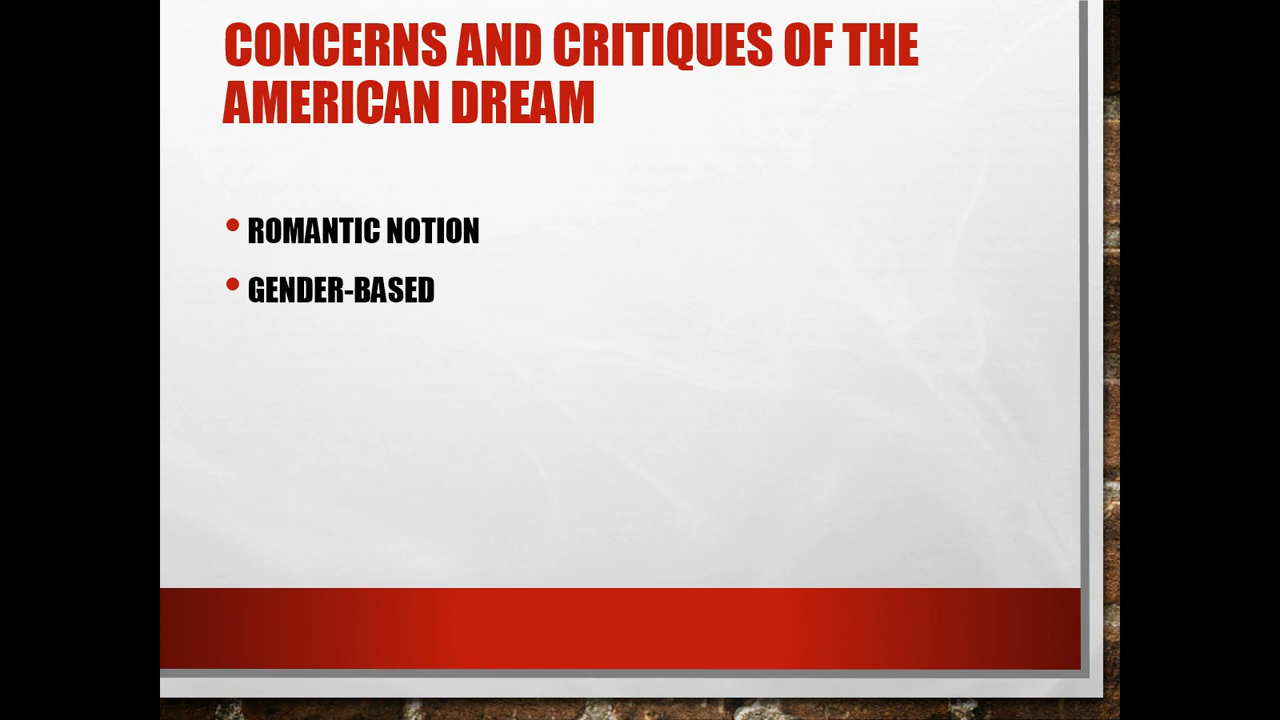 CONCERNS AND CRITIQUES OF THE
AMERICAN DREAM
• ROMANTIC NOTION
• GENDER-BASED